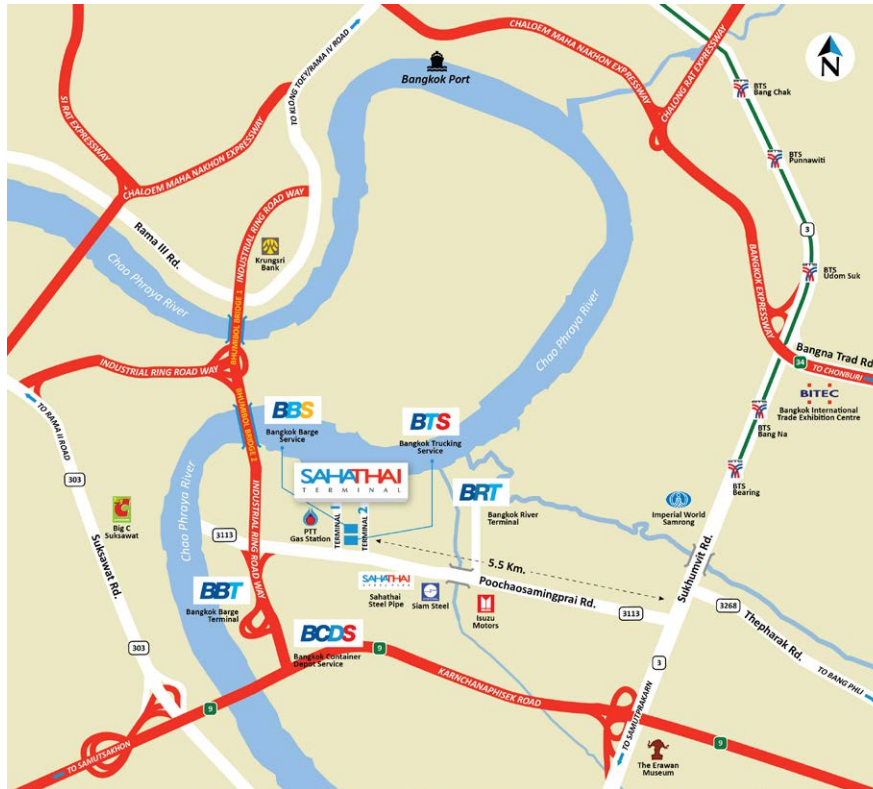 TO KLONG TOEY/RAMA IV ROAD
CHALOEM MAHA NAKHON EXPRESSWAY
CHALONG RAT EXPRESSWAY
N
Bangkok Port
BTS
Bang Chak
SI RAT EXPRESSWAY
CHALOEM MAHA NAKHON EXPRESSWAY
BTS
Punnawiti
Rama III Rd.
INDUSTRIAL RING ROAD WAY
Krungsri
Bank
3
BTS
Udom Suk
Chao Phraya River
Chao Phraya River
BANGKOK EXPRESSWAY
BHUMIBOL BRIDGE 1
INDUSTRIAL RING ROAD WAY
Bangna Trad Rd.
34
TO CHONBURI
BITEC
Bangkok International
Trade Exhibition Centre
TO RAMA II ROAD
BHUMIBOL BRIDGE 2
BBS
Bangkok Barge
Service
BTS
Bangkok Trucking
Service
BTS
Bang Na
BTS
Bearing
303
SAHATHAI
TERMINAL
BRT
Bangkok River
Terminal
Imperial World
Samrong
Big C
Suksawat
Chao Phraya River
3113
PTT
Gas Station
TERMINAL 1
TERMINAL 2
INDUSTRIAL RING ROAD WAY
5.5 Km.
Sukhumvit Rd.
Suksawat Rd.
BBT
Bangkok Barge
Terminal
SAHATHAI
STEEL PIPE
Sahathai
Steel Pipe
Siam Steel
Isuzu
Motors
Poochaosamingprai Rd.
3113
3268
Thepharak Rd.
TO BANG PHLI
303
BCDS
Bangkok Container
Depot Service
9
KARNCHANAPHISEK ROAD
3
TO SAMUTPRAKARN
9
TO SAMUTSAKHON
9
The Erawan
Museum